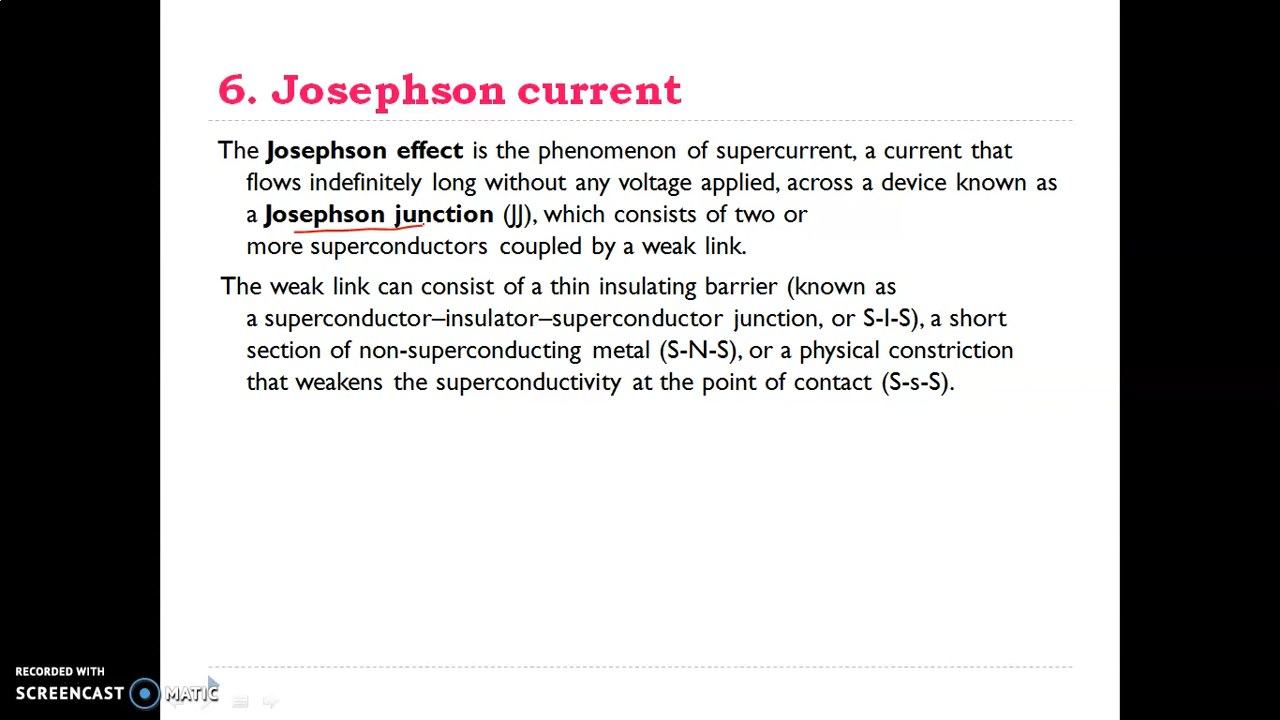 6. Josephson current
The Josephson effect is the phenomenon of supercurrent, a current that
flows indefinitely long without any voltage applied, across a device known as
a Josephson junction (JJ), which consists of two or
more superconductors coupled by a weak link.
The weak link can consist of a thin insulating barrier (known as
a superconductor–insulator–superconductor junction, or S-I-S), a short
section of non-superconducting metal (S-N-S), or a physical constriction
that weakens the superconductivity at the point of contact (S-s-S).
RECORDED WITH
SCREENCAST MATIC